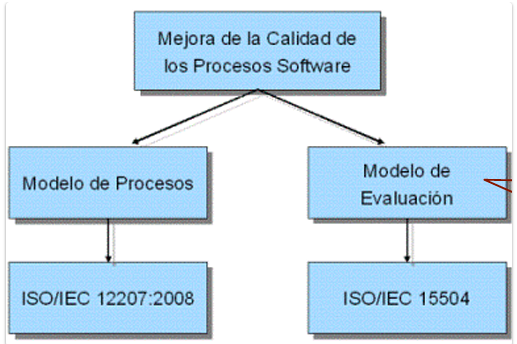 Mejora de la Calidad de
los Procesos Software
Modelo de Procesos
Modelo de
Evaluación
ISO/IEC 12207:2008
ISO/IEC 15504